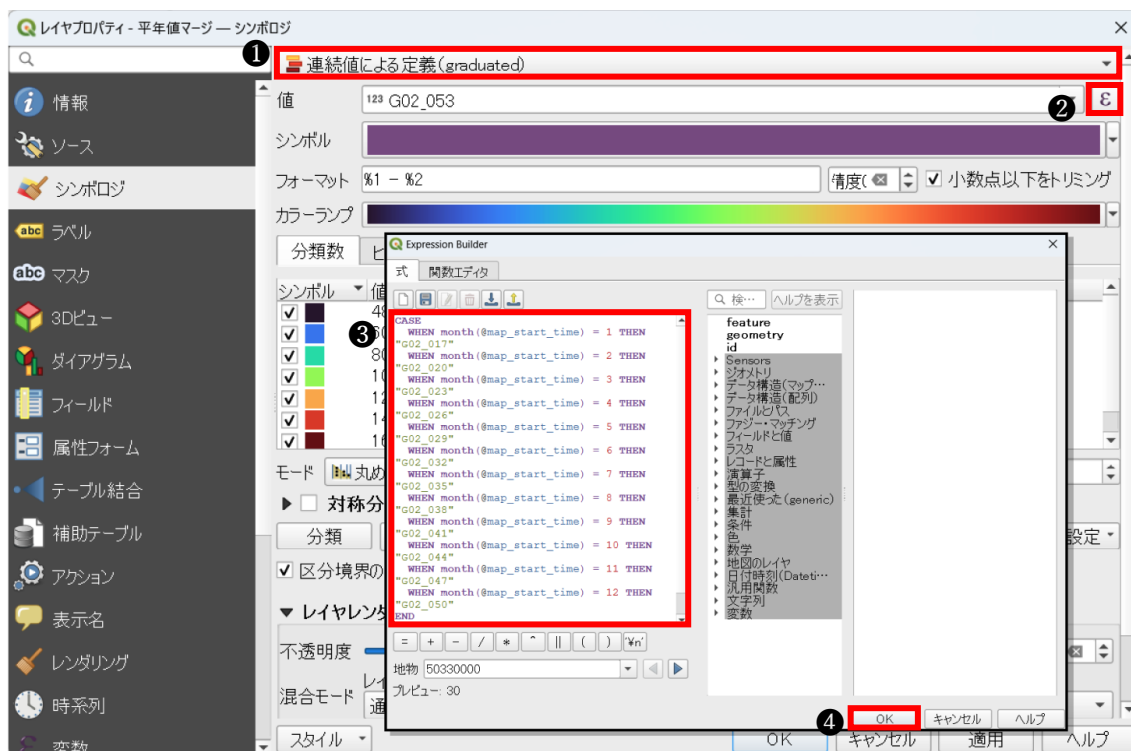 レイヤプロパティ - 平年値マージ — シンボロジ
❶
連続値による定義(graduated)
情報
ソース
シンボロジ
abc ラベル
abc マスク
3Dビュー
ダイアグラム
フィールド
属性フォーム
テーブル結合
補助テーブル
アクション
表示名
レンダリング
時系列
変数
値
123 G02_053
❷
ε
シンボル
フォーマット
%1 - %2
小数点以下をトリミング
カラーランプ
分類数
シンボル
モード
対称分
分類
設定
区分境界の
レイヤレンダ
不透明度
混合モード
スタイル
OK
キャンセル
適用
ヘルプ
Expression Builder
式
関数エディタ
❸
CASE
WHEN month(@map_start_time) = 1 THEN
"G02_017"
WHEN month(@map_start_time) = 2 THEN
"G02_020"
WHEN month(@map_start_time) = 3 THEN
"G02_023"
WHEN month(@map_start_time) = 4 THEN
"G02_026"
WHEN month(@map_start_time) = 5 THEN
"G02_029"
WHEN month(@map_start_time) = 6 THEN
"G02_032"
WHEN month(@map_start_time) = 7 THEN
"G02_035"
WHEN month(@map_start_time) = 8 THEN
"G02_038"
WHEN month(@map_start_time) = 9 THEN
"G02_041"
WHEN month(@map_start_time) = 10 THEN
"G02_044"
WHEN month(@map_start_time) = 11 THEN
"G02_047"
WHEN month(@map_start_time) = 12 THEN
"G02_050"
END
= + - / * ^ || ( ) '¥n'
地物 50330000
プレビュー: 30
検…
ヘルプを表示
feature
geometry
id
Sensors
ジオメトリ
データ構造(マップ…
データ構造(配列)
ファイルとパス
ファジー・マッチング
フィールドと値
ラスタ
レコードと属性
演算子
型の変換
最近使った(generic)
集計
条件
色
数学
地図のレイヤ
日付時刻(Dateti…
汎用関数
文字列
変数
❹
OK
キャンセル
ヘルプ